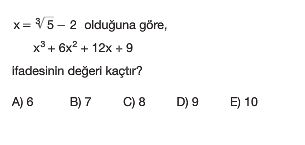 x = ∛5 – 2 olduğuna göre,
x³ + 6x² + 12x + 9
ifadesinin değeri kaçtır?
A) 6 B) 7 C) 8 D) 9 E) 10